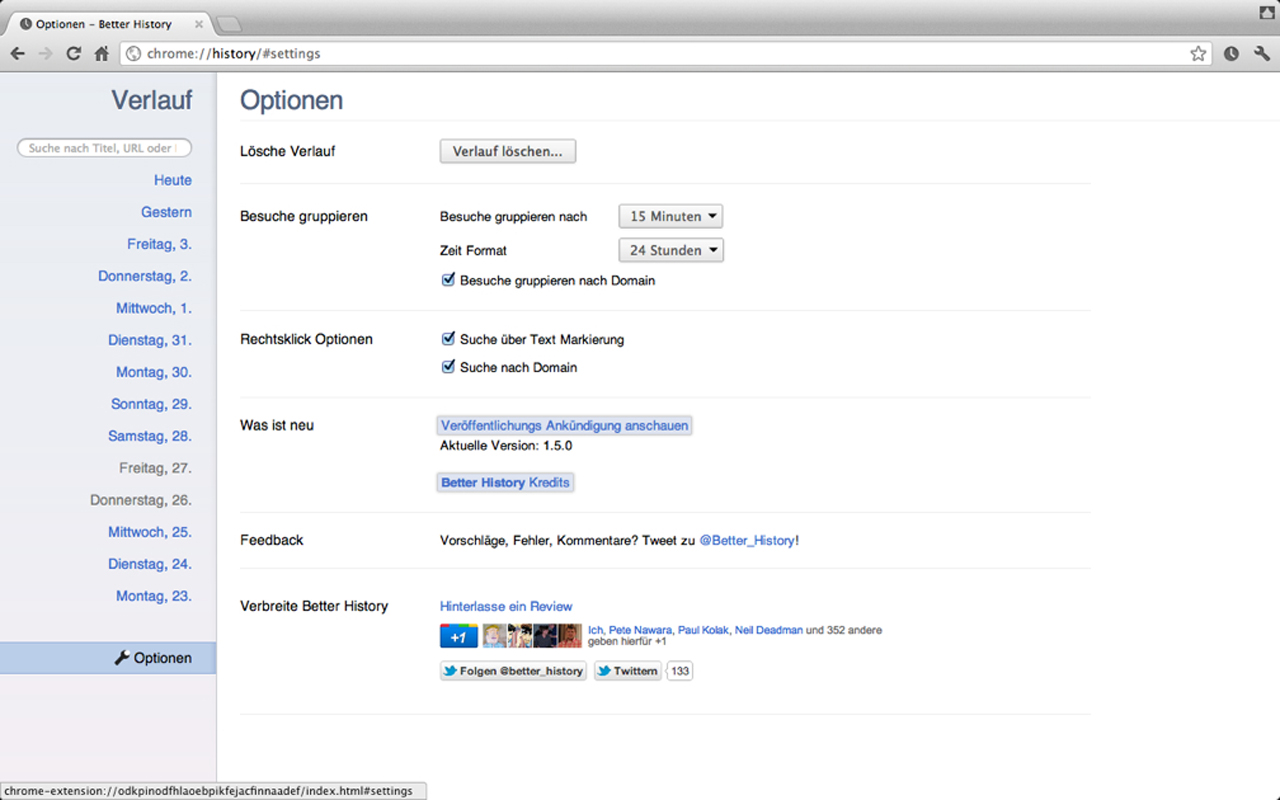 Optionen – Better History
chrome://history/#settings
Verlauf
Suche nach Titel, URL oder
Heute
Gestern
Freitag, 3.
Donnerstag, 2.
Mittwoch, 1.
Dienstag, 31.
Montag, 30.
Sonntag, 29.
Samstag, 28.
Freitag, 27.
Donnerstag, 26.
Mittwoch, 25.
Dienstag, 24.
Montag, 23.
Optionen
Optionen
Lösche Verlauf
Verlauf löschen...
Besuche gruppieren
Besuche gruppieren nach
15 Minuten
Zeit Format
24 Stunden
Besuche gruppieren nach Domain
Rechtsklick Optionen
Suche über Text Markierung
Suche nach Domain
Was ist neu
Veröffentlichungs Ankündigung anschauen
Aktuelle Version: 1.5.0
Better History Kredits
Feedback
Vorschläge, Fehler, Kommentare? Tweet zu @Better_History!
Verbreite Better History
Hinterlasse ein Review
+1
Ich, Pete Nawara, Paul Kolak, Neil Deadman und 352 andere
geben hierfür +1
Folgen @better_history
Twittern
133
chrome-extension://odkpinodfhlaoebpikfejacfinnaadef/index.html#settings